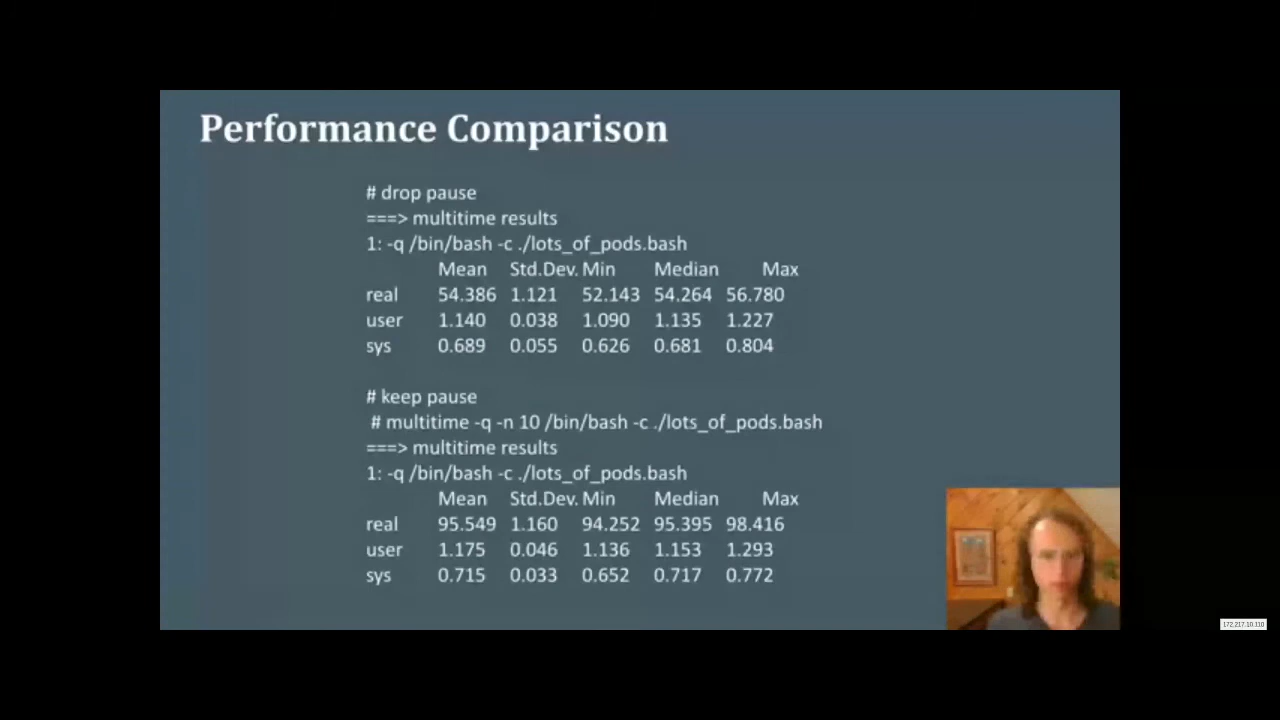 Performance Comparison
# drop pause
===> multitime results
1: -q /bin/bash -c ./lots_of_pods.bash
Mean Std.Dev. Min Median Max
real 54.386 1.121 52.143 54.264 56.780
user 1.140 0.038 1.090 1.135 1.227
sys 0.689 0.055 0.626 0.681 0.804
# keep pause
# multitime -q -n 10 /bin/bash -c ./lots_of_pods.bash
===> multitime results
1: -q /bin/bash -c ./lots_of_pods.bash
Mean Std.Dev. Min Median Max
real 95.549 1.160 94.252 95.395 98.416
user 1.175 0.046 1.136 1.153 1.293
sys 0.715 0.033 0.652 0.717 0.772